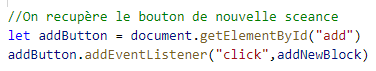 //On recupère le bouton de nouvelle sceance
let addButton = document.getElementById("add")
addButton.addEventListener("click",addNewBlock)